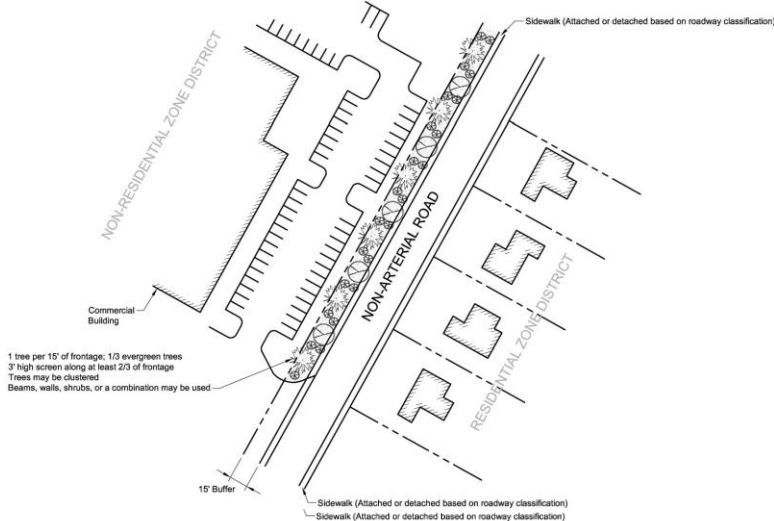 Sidewalk (Attached or detached based on roadway classification)
NON-RESIDENTIAL ZONE DISTRICT
NON-ARTERIAL ROAD
RESIDENTIAL ZONE DISTRICT
Commercial
Building
1 tree per 15' of frontage; 1/3 evergreen trees
3' high screen along at least 2/3 of frontage
Trees may be clustered
Beams, walls, shrubs, or a combination may be used
15' Buffer
Sidewalk (Attached or detached based on roadway classification)
Sidewalk (Attached or detached based on roadway classification)